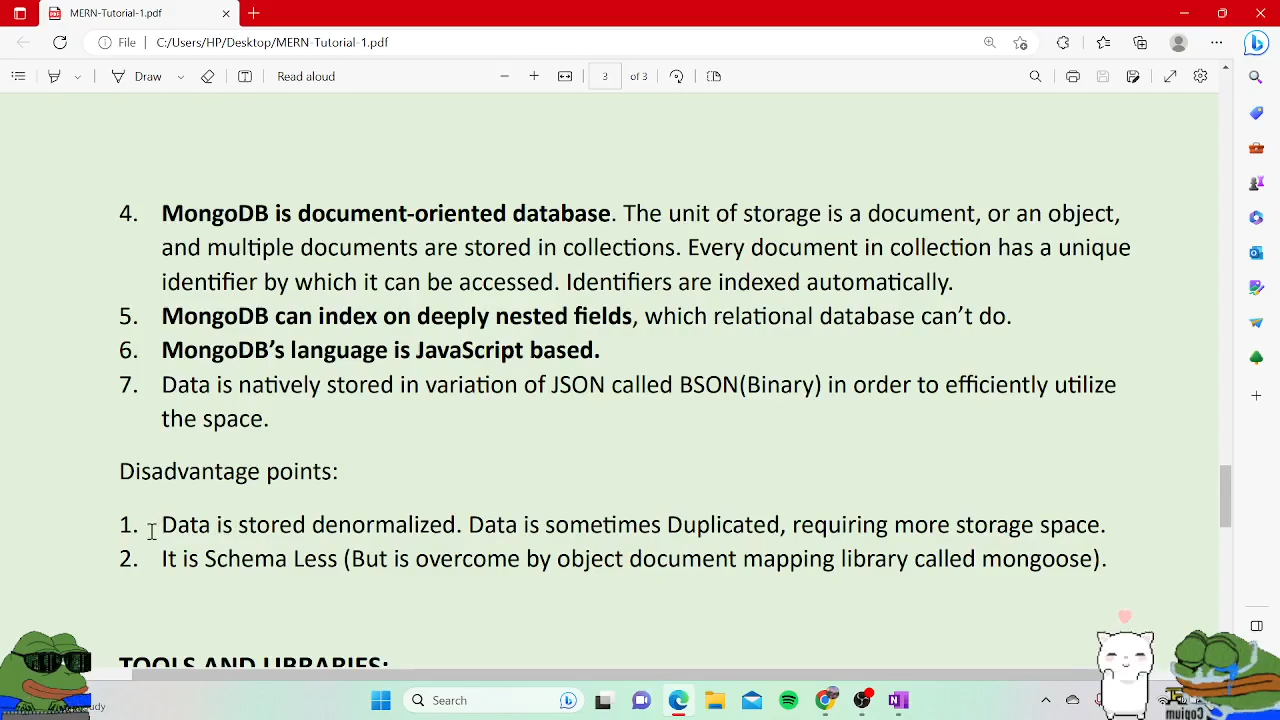 MERN-Tutorial-1.pdf
File
C:/Users/HP/Desktop/MERN-Tutorial-1.pdf
Draw
Read aloud
3
of 3
4. MongoDB is document-oriented database. The unit of storage is a document, or an object,
and multiple documents are stored in collections. Every document in collection has a unique
identifier by which it can be accessed. Identifiers are indexed automatically.
5. MongoDB can index on deeply nested fields, which relational database can’t do.
6. MongoDB’s language is JavaScript based.
7. Data is natively stored in variation of JSON called BSON(Binary) in order to efficiently utilize
the space.
Disadvantage points:
1. Data is stored denormalized. Data is sometimes Duplicated, requiring more storage space.
2. It is Schema Less (But is overcome by object document mapping library called mongoose).
TOOLS AND LIBRARIES:
Search